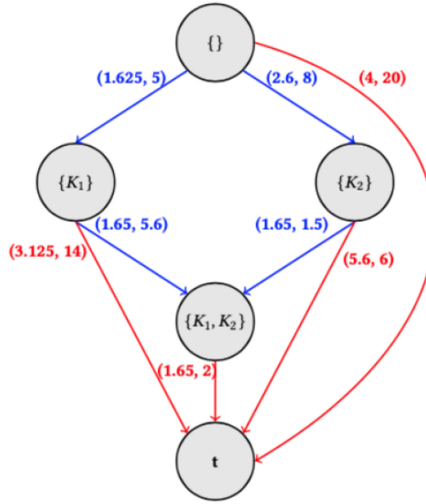 {}
(1.625, 5)
(2.6, 8)
(4, 20)
{K₁}
{K₂}
(1.65, 5.6)
(1.65, 1.5)
(3.125, 14)
(5.6, 6)
{K₁, K₂}
(1.65, 2)
t